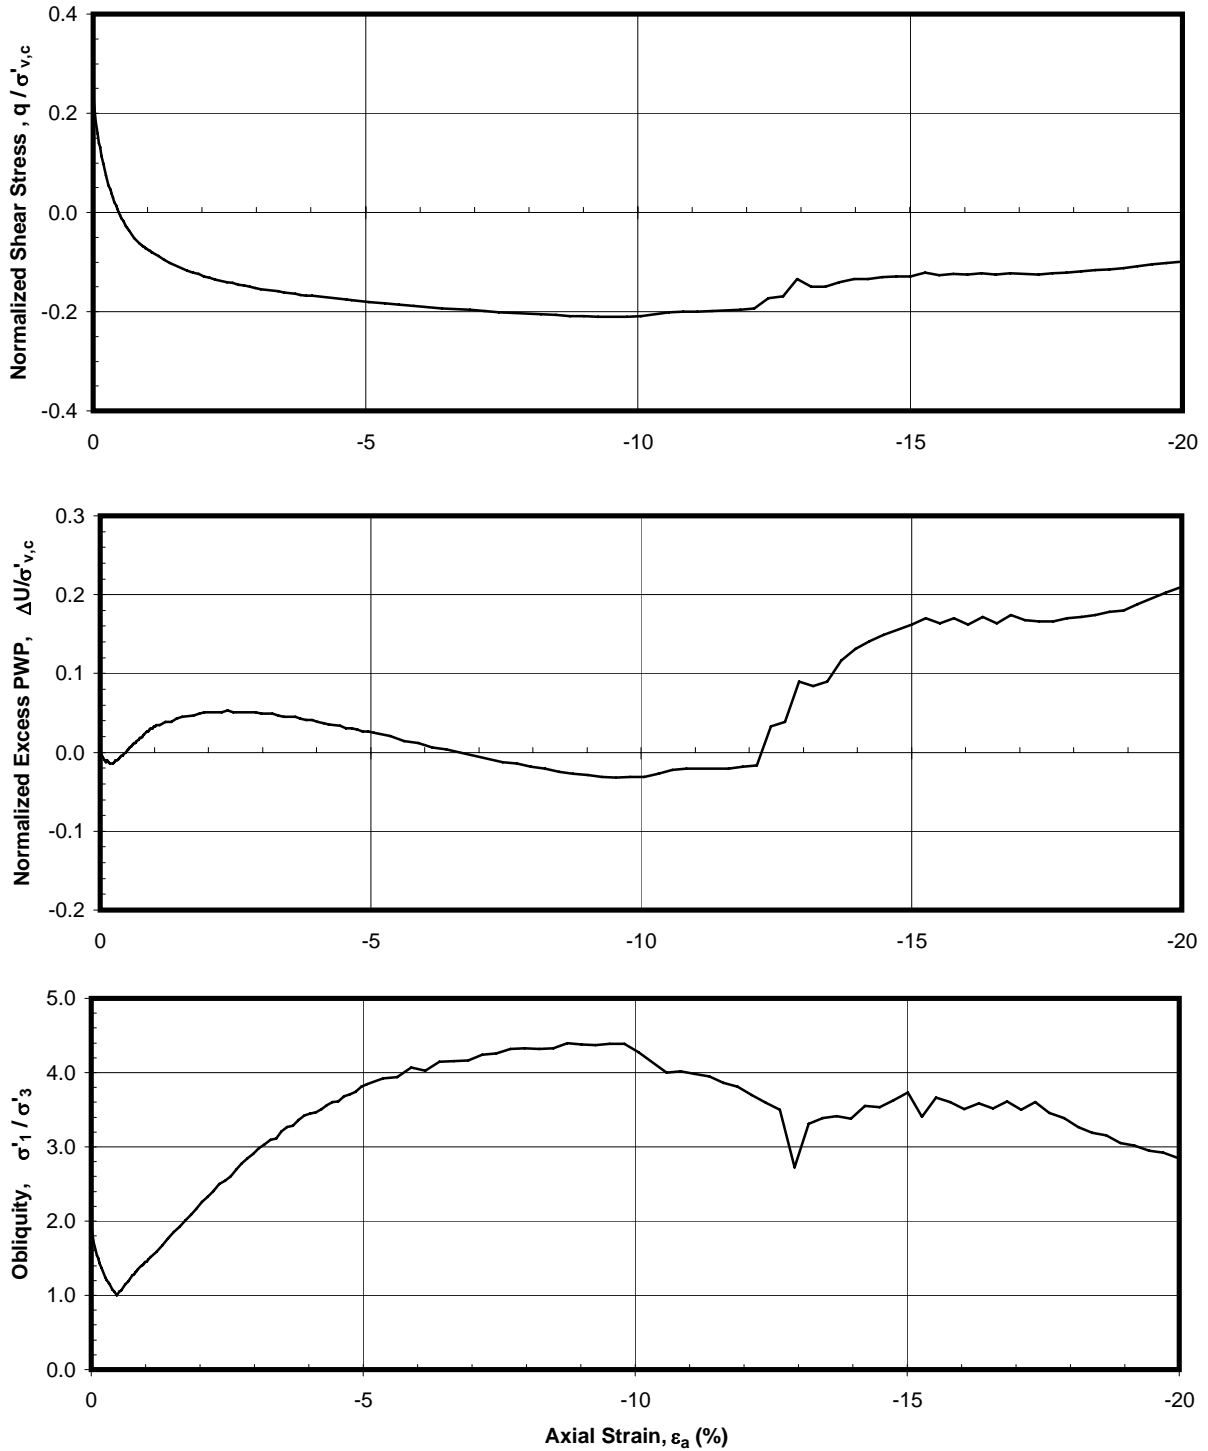 Normalized Shear Stress , q / σ'v,c
0.4
0.2
0.0
-0.2
-0.4
0 -5 -10 -15 -20
Normalized Excess PWP, ΔU/σ'v,c
0.3
0.2
0.1
0.0
-0.1
-0.2
0 -5 -10 -15 -20
Obliquity, σ'1 / σ'3
5.0
4.0
3.0
2.0
1.0
0.0
0 -5 -10 -15 -20
Axial Strain, εa (%)